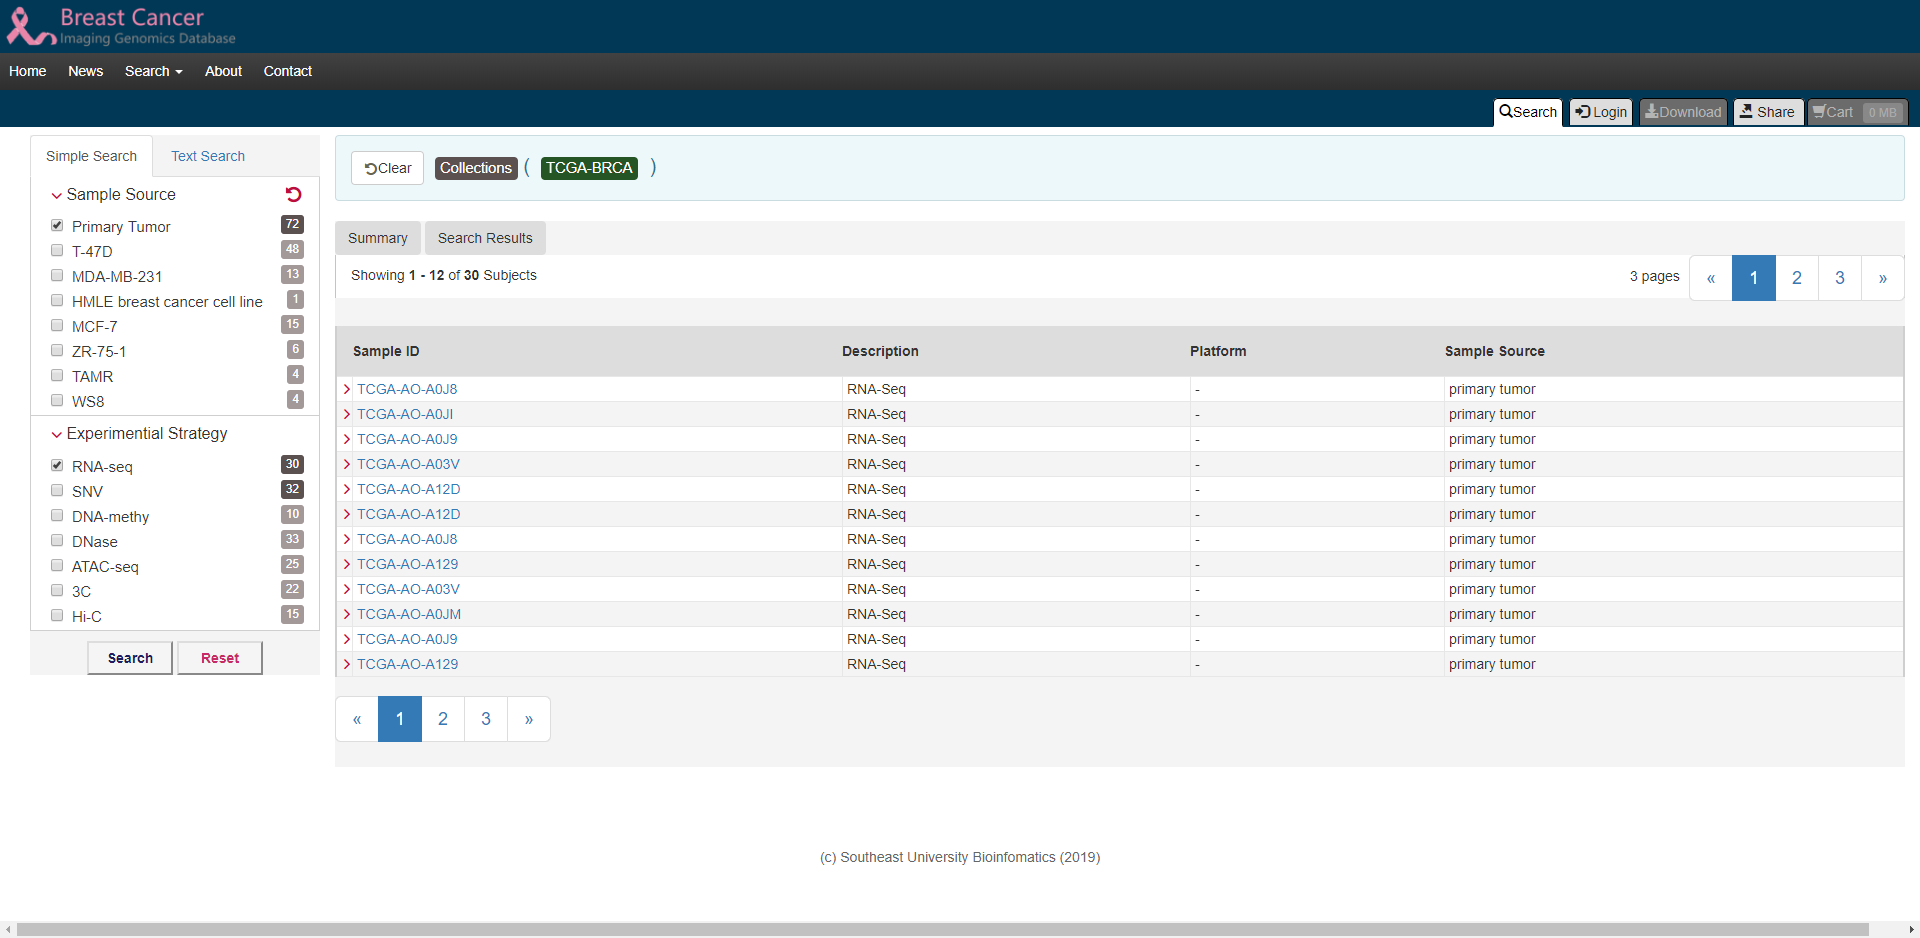 Breast Cancer
Imaging Genomics Database
Home News Search About Contact
Search Login Download Share Cart 0 MB
Simple Search Text Search
Sample Source
Primary Tumor 72
T-47D 48
MDA-MB-231 13
HMLE breast cancer cell line 1
MCF-7 15
ZR-75-1 6
TAMR 4
WS8 4
Experimential Strategy
RNA-seq 30
SNV 32
DNA-methy 10
DNase 33
ATAC-seq 25
3C 22
Hi-C 15
Search Reset
Clear Collections ( TCGA-BRCA )
Summary Search Results
Showing 1 - 12 of 30 Subjects
3 pages « 1 2 3 »
Sample ID Description Platform Sample Source
TCGA-AO-A0J8 RNA-Seq - primary tumor
TCGA-AO-A0JI RNA-Seq - primary tumor
TCGA-AO-A0J9 RNA-Seq - primary tumor
TCGA-AO-A03V RNA-Seq - primary tumor
TCGA-AO-A12D RNA-Seq - primary tumor
TCGA-AO-A12D RNA-Seq - primary tumor
TCGA-AO-A0J8 RNA-Seq - primary tumor
TCGA-AO-A129 RNA-Seq - primary tumor
TCGA-AO-A03V RNA-Seq - primary tumor
TCGA-AO-A0JM RNA-Seq - primary tumor
TCGA-AO-A0J9 RNA-Seq - primary tumor
TCGA-AO-A129 RNA-Seq - primary tumor
« 1 2 3 »
(c) Southeast University Bioinfomatics (2019)